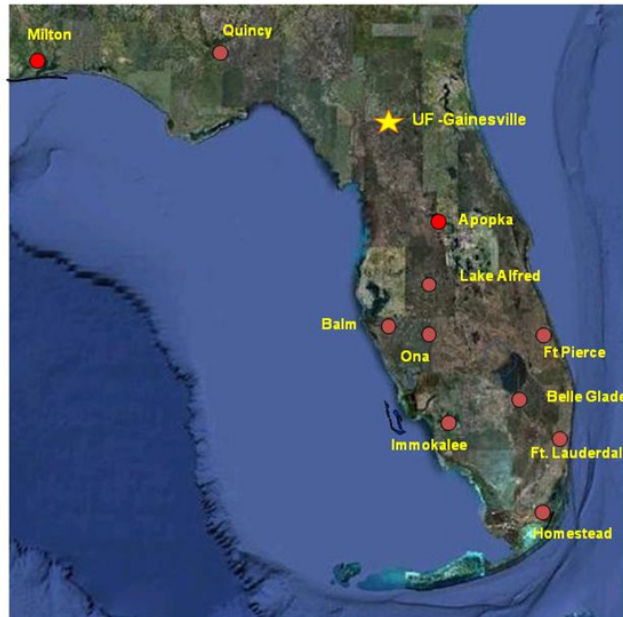 Milton
Quincy
UF -Gainesville
Apopka
Lake Alfred
Balm
Ona
Ft Pierce
Belle Glade
Immokalee
Ft. Lauderdal
Homestead